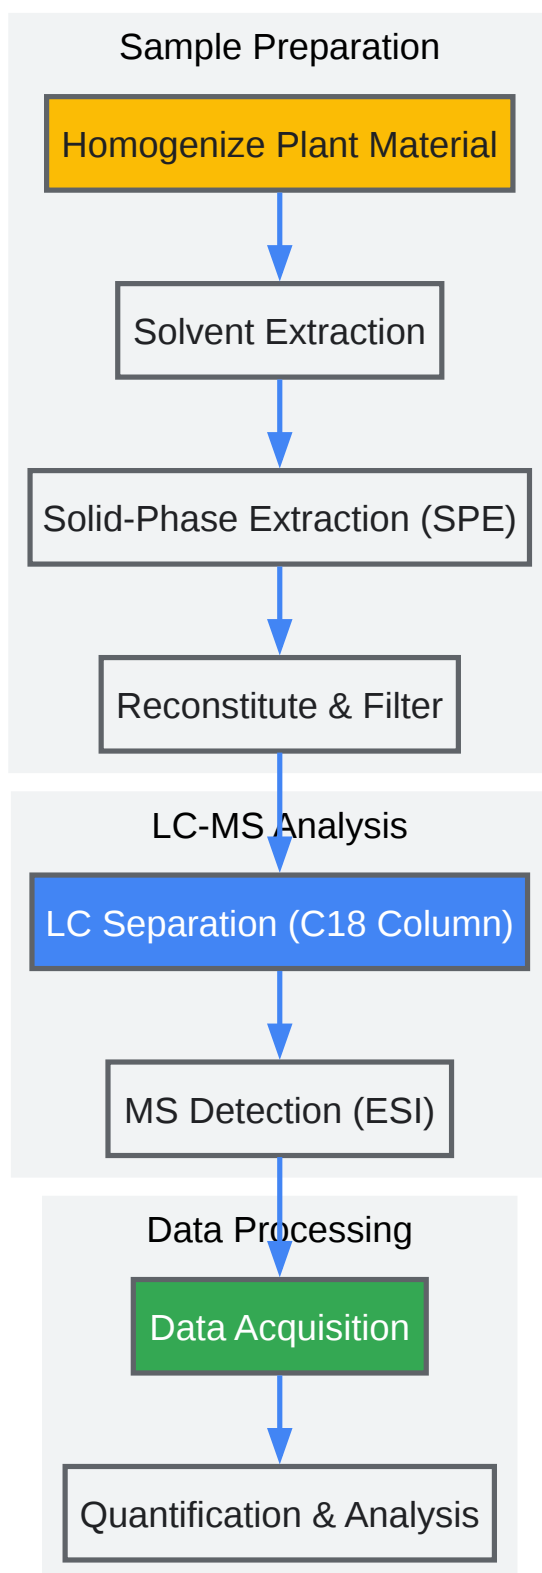 Sample Preparation
Homogenize Plant Material
Solvent Extraction
Solid-Phase Extraction (SPE)
Reconstitute & Filter
LC-MS Analysis
LC Separation (C18 Column)
MS Detection (ESI)
Data Processing
Data Acquisition
Quantification & Analysis